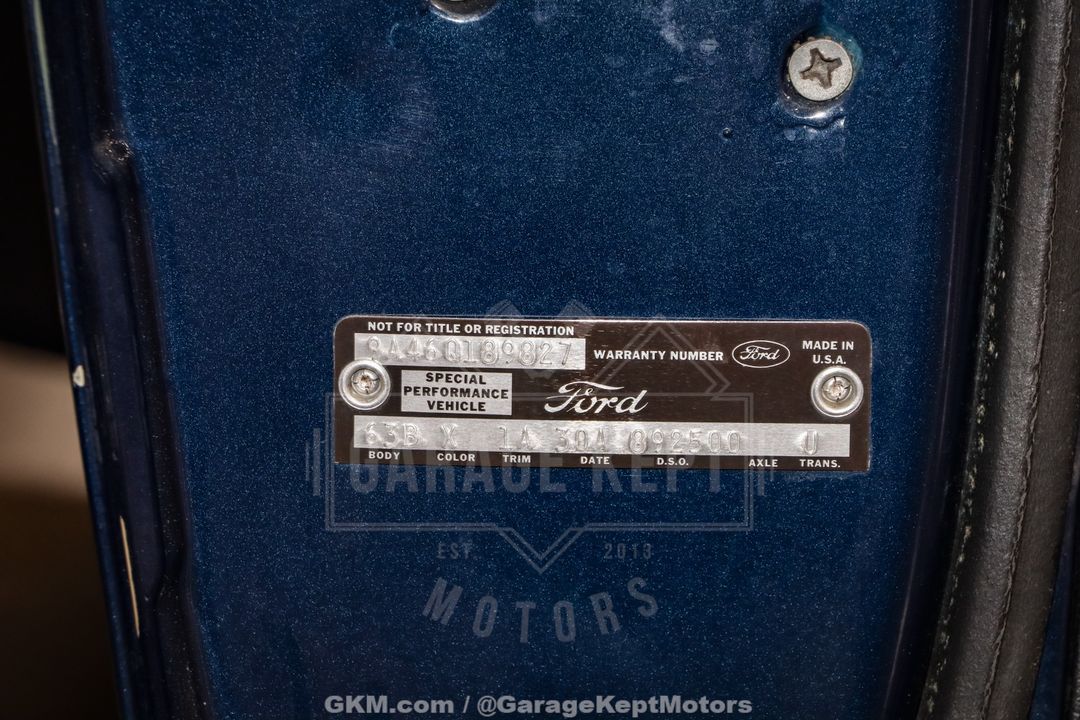 NOT FOR TITLE OR REGISTRATION
8A46Q189827
WARRANTY NUMBER
Ford
MADE IN
U.S.A.
SPECIAL
PERFORMANCE
VEHICLE
Ford
63B X 1A 30A 892500 U
BODY COLOR TRIM DATE D.S.O. AXLE TRANS.
GARAGE KEPT
EST. 2013
MOTORS
GKM.com / @GarageKeptMotors